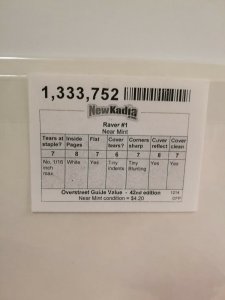 1,333,752
NewKadia
Raver #1
Near Mint
Tears at staple? Inside Pages Flat Cover tears? Corners sharp Cover reflect Cover clean
7 8 7 6 7 8 7
No, 1/16 inch max. White Yes Tiny indents Tiny blunting Yes Yes
Overstreet Guide Value - 42nd edition 1214
Near Mint condition = $4.20